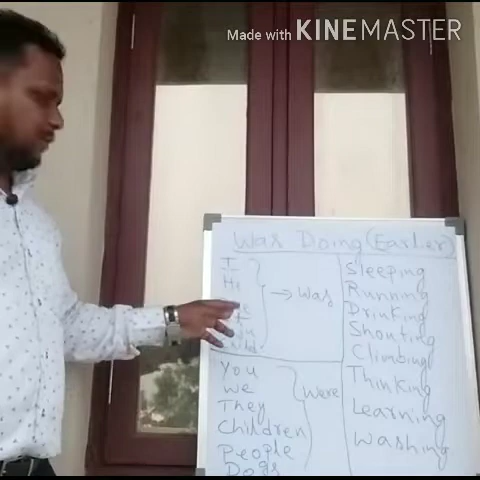 Made with KINEMASTER
Was Doing (Earlier)
I
He
→ Was
You
We
They
Children
People
Dogs
Were
Sleeping
Running
Drinking
Shouting
Climbing
Thinking
Learning
Washing